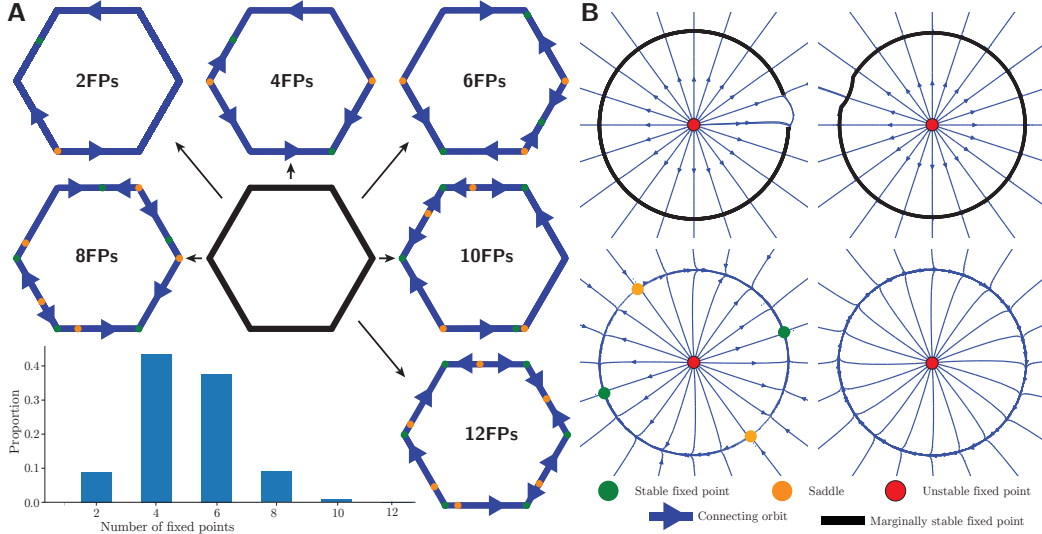 A
B
2FPs
4FPs
6FPs
8FPs
10FPs
12FPs
Proportion
0.4
0.3
0.2
0.1
0.0
2
4
6
8
10
12
Number of fixed points
Stable fixed point
Saddle
Unstable fixed point
Connecting orbit
Marginally stable fixed point